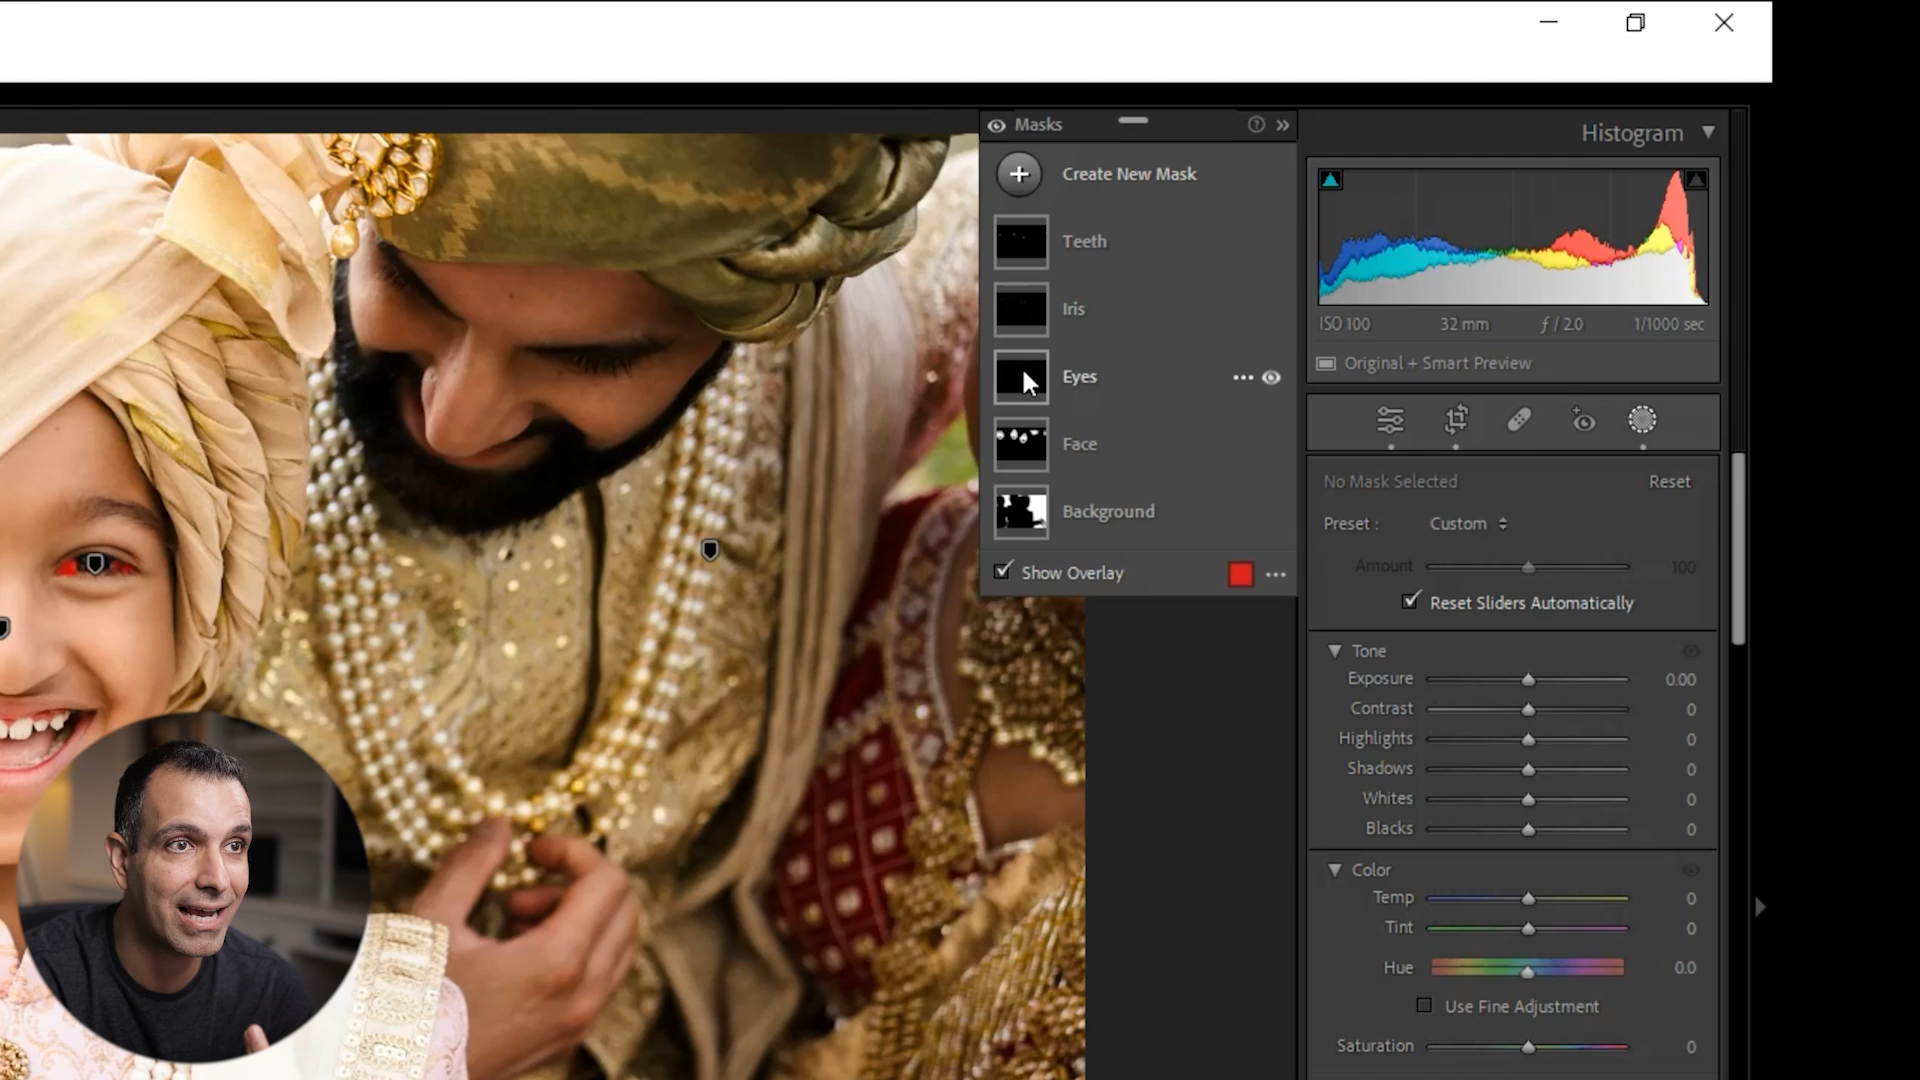 Masks
Create New Mask
Teeth
Iris
Eyes
Face
Background
Show Overlay
Histogram
ISO 100 32 mm ƒ / 2.0 1/1000 sec
Original + Smart Preview
No Mask Selected Reset
Preset : Custom
Amount 100
Reset Sliders Automatically
Tone
Exposure 0.00
Contrast 0
Highlights 0
Shadows 0
Whites 0
Blacks 0
Color
Temp 0
Tint 0
Hue 0.0
Use Fine Adjustment
Saturation 0